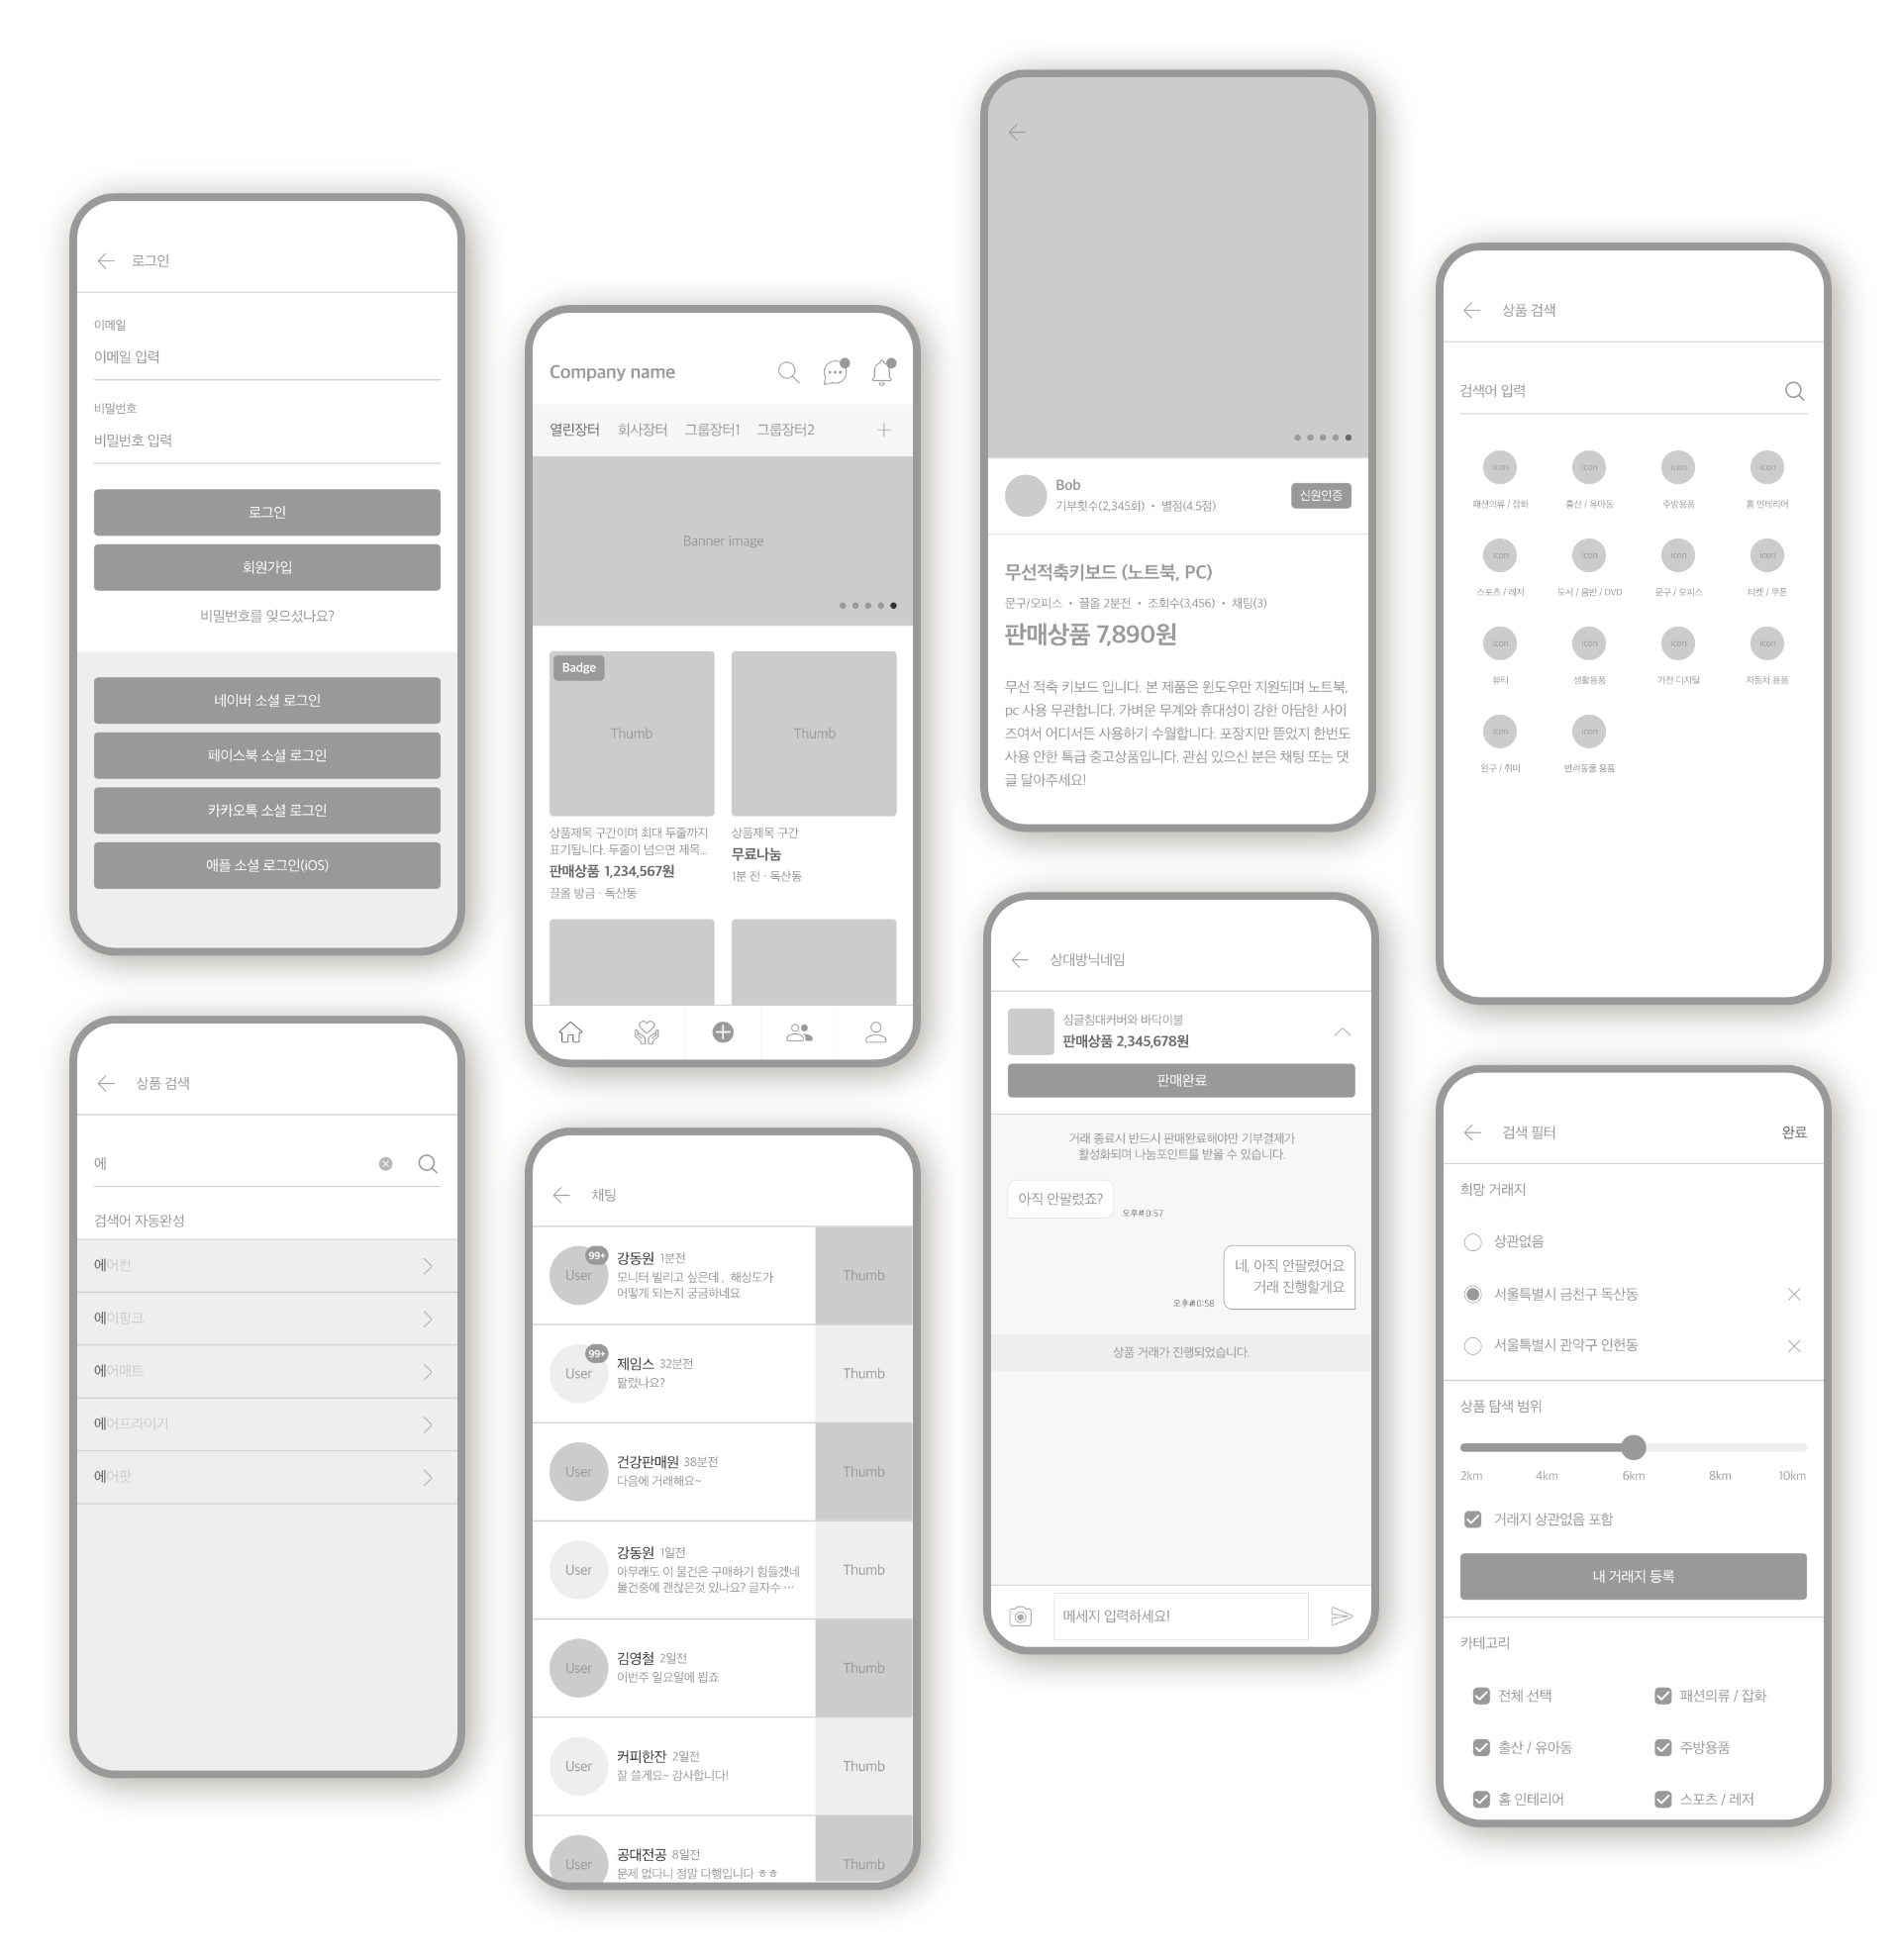 로그인
이메일
이메일 입력
비밀번호
비밀번호 입력
로그인
회원가입
비밀번호를 잊으셨나요?
네이버 소셜 로그인
페이스북 소셜 로그인
카카오톡 소셜 로그인
애플 소셜 로그인(iOS)
상품 검색
에
검색어 자동완성
에어컨
에이핑크
에어매트
에어프라이기
에어팟
Company name
열린장터 회사장터 그룹장터1 그룹장터2
Banner image
Badge
Thumb
Thumb
상품제목 구간이며 최대 두줄까지
표기됩니다. 두줄이 넘으면 제목...
판매상품 1,234,567원
끌올 방금 · 독산동
상품제목 구간
무료나눔
1분 전 · 독산동
채팅
User
99+
강동원 1분전
모니터 빌리고 싶은데 , 해상도가
어떻게 되는지 궁금하네요
Thumb
User
99+
제임스 32분전
팔렸나요?
Thumb
User
건강판매원 38분전
다음에 거래해요~
Thumb
User
강동원 1일전
아무래도 이 물건은 구매하기 힘들겠네
물건중에 괜찮은것 있나요? 글자수 ···
Thumb
User
김영철 2일전
이번주 일요일에 뵙죠
Thumb
User
커피한잔 2일전
잘 쓸게요~ 감사합니다!
Thumb
User
공대전공 8일전
문제 없다니 정말 다행입니다 ㅎㅎ
Thumb
Bob
기부횟수(2,345회) • 별점(4.5점)
신원인증
무선적축키보드 (노트북, PC)
문구/오피스 • 끌올 2분전 • 조회수(3,456) • 채팅(3)
판매상품 7,890원
무선 적축 키보드 입니다. 본 제품은 윈도우만 지원되며 노트북,
pc 사용 무관합니다. 가벼운 무게와 휴대성이 강한 아담한 사이
즈여서 어디서든 사용하기 수월합니다. 포장지만 뜯었지 한번도
사용 안한 특급 중고상품입니다. 관심 있으신 분은 채팅 또는 댓
글 달아주세요!
상대방닉네임
싱글침대커버와 바닥이불
판매상품 2,345,678원
판매완료
거래 종료시 반드시 판매완료해야만 기부결제가
활성화되며 나눔포인트를 받을 수 있습니다.
아직 안팔렸죠?
네, 아직 안팔렸어요
거래 진행할게요
상품 거래가 진행되었습니다.
메세지 입력하세요!
상품 검색
검색어 입력
icon icon icon icon
패션의류 / 잡화 출산 / 유아동 주방용품 홈 인테리어
icon icon icon icon
스포츠 / 레저 도서 / 음반 / DVD 문구 / 오피스 티켓 / 쿠폰
icon icon icon icon
뷰티 생활용품 가전 디지털 자동차 용품
icon icon
완구 / 취미 반려동물 용품
검색 필터 완료
희망 거래지
상관없음
서울특별시 금천구 독산동
서울특별시 관악구 인헌동
상품 탐색 범위
2km 4km 6km 8km 10km
거래지 상관없음 포함
내 거래지 등록
카테고리
전체 선택 패션의류 / 잡화
출산 / 유아동 주방용품
홈 인테리어 스포츠 / 레저